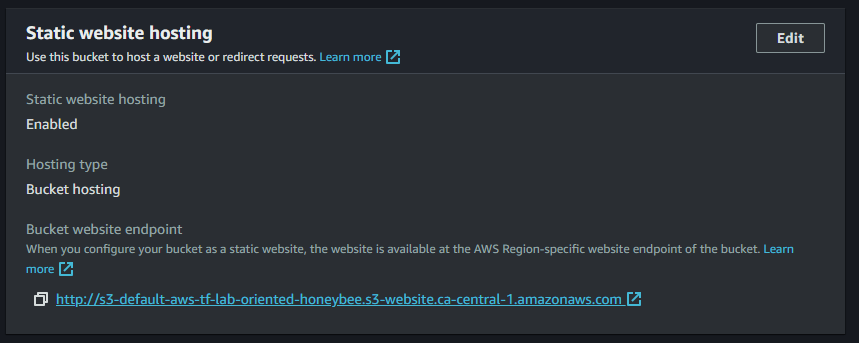 Static website hosting
Edit
Use this bucket to host a website or redirect requests. Learn more
Static website hosting
Enabled
Hosting type
Bucket hosting
Bucket website endpoint
When you configure your bucket as a static website, the website is available at the AWS Region-specific website endpoint of the bucket. Learn
more
http://s3-default-aws-tf-lab-oriented-honeybee.s3-website.ca-central-1.amazonaws.com